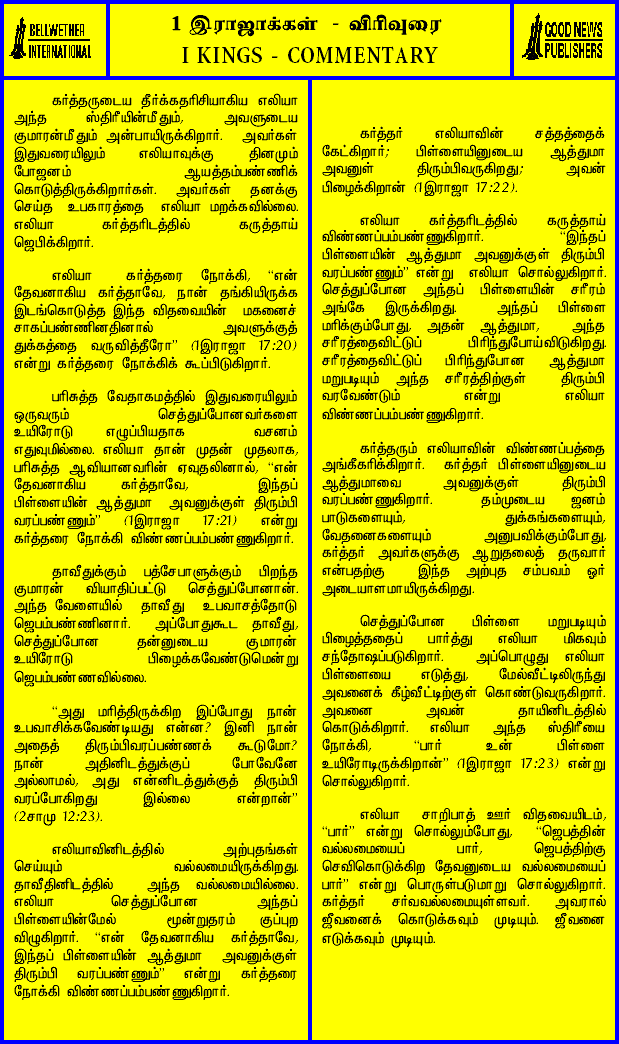 BELLWETHER
INTERNATIONAL
1 இராஜாக்கள் - விரிவுரை
I KINGS - COMMENTARY
GOOD NEWS
PUBLISHERS
கர்த்தருடைய தீர்க்கதரிசியாகிய எலியா
அந்த ஸ்திரீயின்மீதும், அவளுடைய
குமாரன்மீதும் அன்பாயிருக்கிறார். அவர்கள்
இதுவரையிலும் எலியாவுக்கு தினமும்
போஜனம் ஆயத்தம்பண்ணிக்
கொடுத்திருக்கிறார்கள். அவர்கள் தனக்கு
செய்த உபகாரத்தை எலியா மறக்கவில்லை.
எலியா கர்த்தரிடத்தில் கருத்தாய்
ஜெபிக்கிறார்.
எலியா கர்த்தரை நோக்கி, “என்
தேவனாகிய கர்த்தாவே, நான் தங்கியிருக்க
இடங்கொடுத்த இந்த விதவையின் மகனைச்
சாகப்பண்ணினதினால் அவளுக்குத்
துக்கத்தை வருவித்தீரோ” (1இராஜா 17:20)
என்று கர்த்தரை நோக்கிக் கூப்பிடுகிறார்.
பரிசுத்த வேதாகமத்தில் இதுவரையிலும்
ஒருவரும் செத்துப்போனவர்களை
உயிரோடு எழுப்பியதாக வசனம்
எதுவுமில்லை. எலியா தான் முதன் முதலாக,
பரிசுத்த ஆவியானவரின் ஏவுதலினால், “என்
தேவனாகிய கர்த்தாவே, இந்தப்
பிள்ளையின் ஆத்துமா அவனுக்குள் திரும்பி
வரப்பண்ணும்” (1இராஜா 17:21) என்று
கர்த்தரை நோக்கி விண்ணப்பம்பண்ணுகிறார்.
தாவீதுக்கும் பத்சேபாளுக்கும் பிறந்த
குமாரன் வியாதிப்பட்டு செத்துப்போனான்.
அந்த வேளையில் தாவீது உபவாசத்தோடு
ஜெபம்பண்ணினார். அப்போதுகூட தாவீது,
செத்துப்போன தன்னுடைய குமாரன்
உயிரோடு பிழைக்கவேண்டுமென்று
ஜெபம்பண்ணவில்லை.
“அது மரித்திருக்கிற இப்போது நான்
உபவாசிக்கவேண்டியது என்ன? இனி நான்
அதைத் திரும்பிவரப்பண்ணக் கூடுமோ?
நான் அதினிடத்துக்குப் போவேனே
அல்லாமல், அது என்னிடத்துக்குத் திரும்பி
வரப்போகிறது இல்லை என்றான்”
(2சாமு 12:23).
எலியாவினிடத்தில் அற்புதங்கள்
செய்யும் வல்லமையிருக்கிறது.
தாவீதினிடத்தில் அந்த வல்லமையில்லை.
எலியா செத்துப்போன அந்தப்
பிள்ளையின்மேல் மூன்றுதரம் குப்புற
விழுகிறார். “என் தேவனாகிய கர்த்தாவே,
இந்தப் பிள்ளையின் ஆத்துமா அவனுக்குள்
திரும்பி வரப்பண்ணும்” என்று கர்த்தரை
நோக்கி விண்ணப்பம்பண்ணுகிறார்.
கர்த்தர் எலியாவின் சத்தத்தைக்
கேட்கிறார்; பிள்ளையினுடைய ஆத்துமா
அவனுள் திரும்பிவருகிறது; அவன்
பிழைக்கிறான் (1இராஜா 17:22).
எலியா கர்த்தரிடத்தில் கருத்தாய்
விண்ணப்பம்பண்ணுகிறார். “இந்தப்
பிள்ளையின் ஆத்துமா அவனுக்குள் திரும்பி
வரப்பண்ணும்” என்று எலியா சொல்லுகிறார்.
செத்துப்போன அந்தப் பிள்ளையின் சரீரம்
அங்கே இருக்கிறது. அந்தப் பிள்ளை
மரிக்கும்போது, அதன் ஆத்துமா, அந்த
சரீரத்தைவிட்டுப் பிரிந்துபோய்விடுகிறது.
சரீரத்தைவிட்டுப் பிரிந்துபோன ஆத்துமா
மறுபடியும் அந்த சரீரத்திற்குள் திரும்பி
வரவேண்டும் என்று எலியா
விண்ணப்பம்பண்ணுகிறார்.
கர்த்தரும் எலியாவின் விண்ணப்பத்தை
அங்கீகரிக்கிறார். கர்த்தர் பிள்ளையினுடைய
ஆத்துமாவை அவனுக்குள் திரும்பி
வரப்பண்ணுகிறார். தம்முடைய ஜனம்
பாடுகளையும், துக்கங்களையும்,
வேதனைகளையும் அனுபவிக்கும்போது,
கர்த்தர் அவர்களுக்கு ஆறுதலைத் தருவார்
என்பதற்கு இந்த அற்புத சம்பவம் ஓர்
அடையாளமாயிருக்கிறது.
செத்துப்போன பிள்ளை மறுபடியும்
பிழைத்ததைப் பார்த்து எலியா மிகவும்
சந்தோஷப்படுகிறார். அப்பொழுது எலியா
பிள்ளையை எடுத்து, மேல்வீட்டிலிருந்து
அவனைக் கீழ்வீட்டிற்குள் கொண்டுவருகிறார்.
அவனை அவன் தாயினிடத்தில்
கொடுக்கிறார். எலியா அந்த ஸ்திரீயை
நோக்கி, “பார் உன் பிள்ளை
உயிரோடிருக்கிறான்” (1இராஜா 17:23) என்று
சொல்லுகிறார்.
எலியா சாறிபாத் ஊர் விதவையிடம்,
“பார்” என்று சொல்லும்போது, “ஜெபத்தின்
வல்லமையைப் பார், ஜெபத்திற்கு
செவிகொடுக்கிற தேவனுடைய வல்லமையைப்
பார்” என்று பொருள்படுமாறு சொல்லுகிறார்.
கர்த்தர் சர்வவல்லமையுள்ளவர். அவரால்
ஜீவனைக் கொடுக்கவும் முடியும். ஜீவனை
எடுக்கவும் முடியும்.